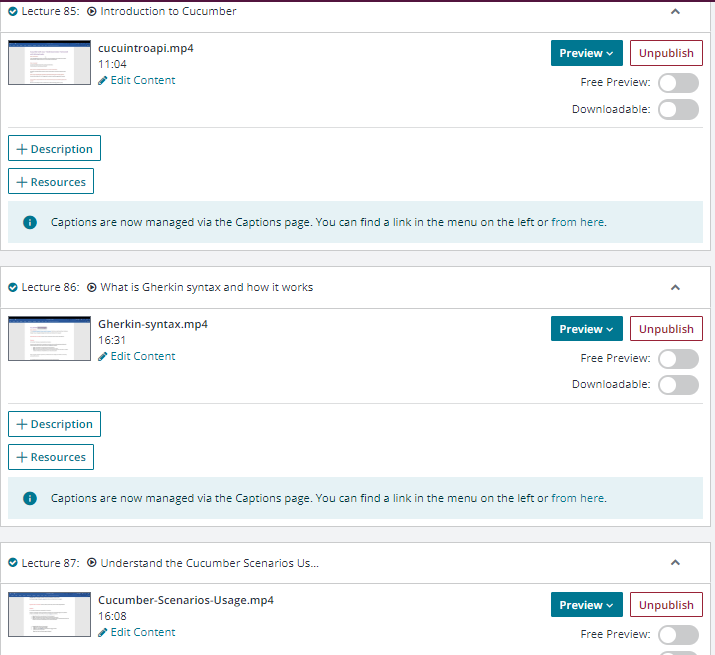 Lecture 85: Introduction to Cucumber
cucuintroapi.mp4
11:04
Edit Content
Preview
Unpublish
Free Preview:
Downloadable:
+ Description
+ Resources
Captions are now managed via the Captions page. You can find a link in the menu on the left or from here.
Lecture 86: What is Gherkin syntax and how it works
Gherkin-syntax.mp4
16:31
Edit Content
Preview
Unpublish
Free Preview:
Downloadable:
+ Description
+ Resources
Captions are now managed via the Captions page. You can find a link in the menu on the left or from here.
Lecture 87: Understand the Cucumber Scenarios Us...
Cucumber-Scenarios-Usage.mp4
16:08
Edit Content
Preview
Unpublish
Free Preview: